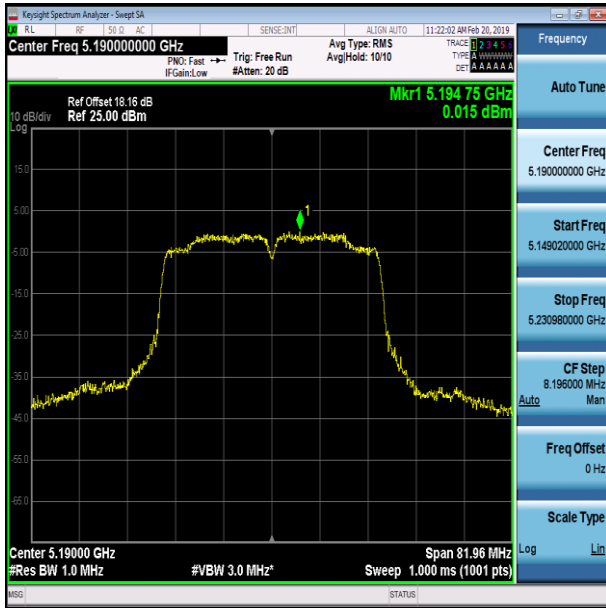 Keysight Spectrum Analyzer - Swept SA
RL RF 50 Ω AC SENSE:INT ALIGN AUTO 11:22:02 AM Feb 20, 2019
Center Freq 5.190000000 GHz
PNO: Fast
IFGain:Low
Trig: Free Run
#Atten: 20 dB
Avg Type: RMS
Avg|Hold: 10/10
TRACE 1 2 3 4 5 6
TYPE A WWWWW
DET A A A A A A
Mkr1 5.194 75 GHz
0.015 dBm
Ref Offset 18.16 dB
10 dB/div Ref 25.00 dBm
Log
15.0
5.00
1
-5.00
-15.0
-25.0
-35.0
-45.0
-55.0
-65.0
Center 5.19000 GHz Span 81.96 MHz
#Res BW 1.0 MHz #VBW 3.0 MHz* Sweep 1.000 ms (1001 pts)
MSG STATUS
Frequency
Auto Tune
Center Freq
5.190000000 GHz
Start Freq
5.149020000 GHz
Stop Freq
5.230980000 GHz
CF Step
8.196000 MHz
Auto Man
Freq Offset
0 Hz
Scale Type
Log Lin